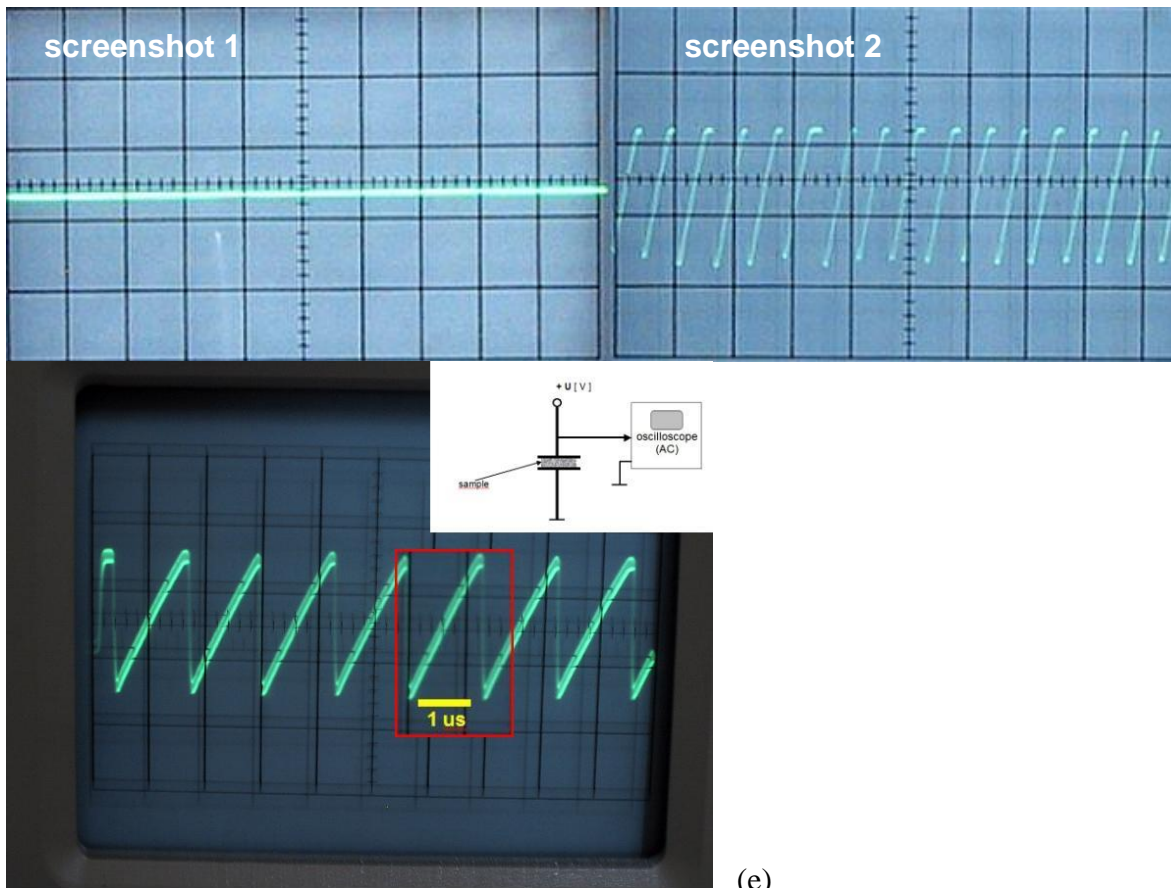 screenshot 1
screenshot 2
+ U [ V ]
oscilloscope
(AC)
sample
1 us
(e)